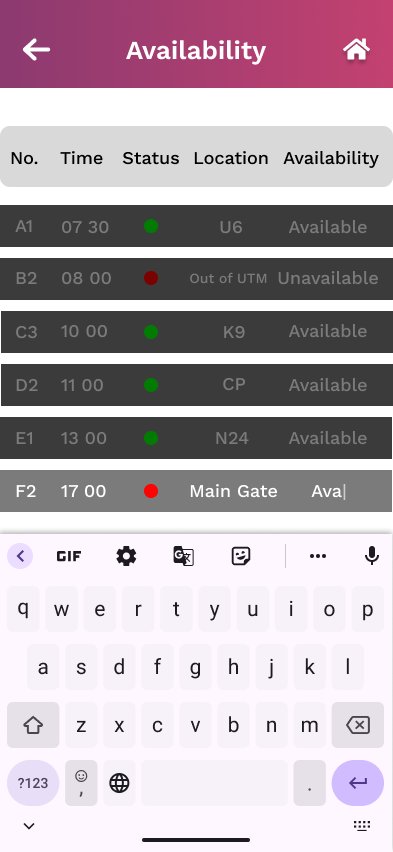 Availability
No. Time Status Location Availability
A1 07 30 U6 Available
B2 08 00 Out of UTM Unavailable
C3 10 00 K9 Available
D2 11 00 CP Available
E1 13 00 N24 Available
F2 17 00 Main Gate Ava
GIF
q w e r t y u i o p
a s d f g h j k l
z x c v b n m
?123 , .